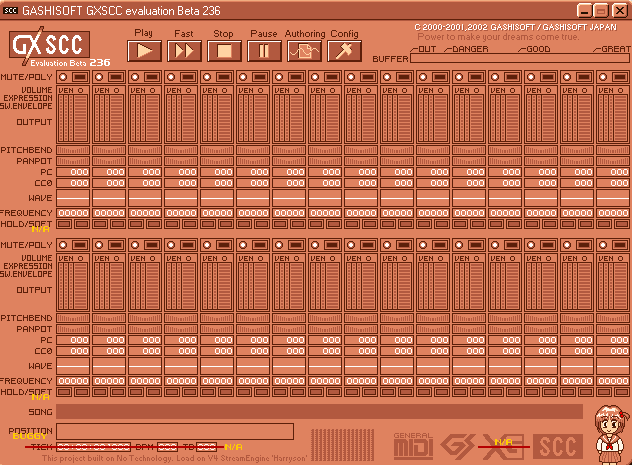 GASHISOFT GXSCC evaluation Beta 236
C 2000-2001,2002 GASHISOFT/GASHISOFT JAPAN
Power to make your dreams come true.
GXSCC
Evaluation Beta 236
Play Fast Stop Pause Authoring Config
BUFFER OUT DANGER GOOD GREAT
MUTE/POLY
VOLUME VEN VEN VEN VEN VEN VEN VEN VEN VEN VEN VEN VEN VEN VEN VEN VEN
EXPRESSION
SW.ENVELOPE
OUTPUT
PITCHBEND
PANPOT
PC 000 000 000 000 000 000 000 000 000 000 000 000 000 000 000 000
CC0 000 000 000 000 000 000 000 000 000 000 000 000 000 000 000 000
WAVE
FREQUENCY 00000 00000 00000 00000 00000 00000 00000 00000 00000 00000 00000 00000 00000 00000 00000 00000
HOLD/SOFT
N/A
MUTE/POLY
VOLUME VEN VEN VEN VEN VEN VEN VEN VEN VEN VEN VEN VEN VEN VEN VEN VEN
EXPRESSION
SW.ENVELOPE
OUTPUT
PITCHBEND
PANPOT
PC 000 000 000 000 000 000 000 000 000 000 000 000 000 000 000 000
CC0 000 000 000 000 000 000 000 000 000 000 000 000 000 000 000 000
WAVE
FREQUENCY 00000 00000 00000 00000 00000 00000 00000 00000 00000 00000 00000 00000 00000 00000 00000 00000
HOLD/SOFT
N/A
SONG
POSITION
BUGGY
TICK BPM 000 TB 000 N/A
This project built on No Technology. Load on V4 StreamEngine 'Harryson'
GENERAL
MIDI GS XG SCC
N/A